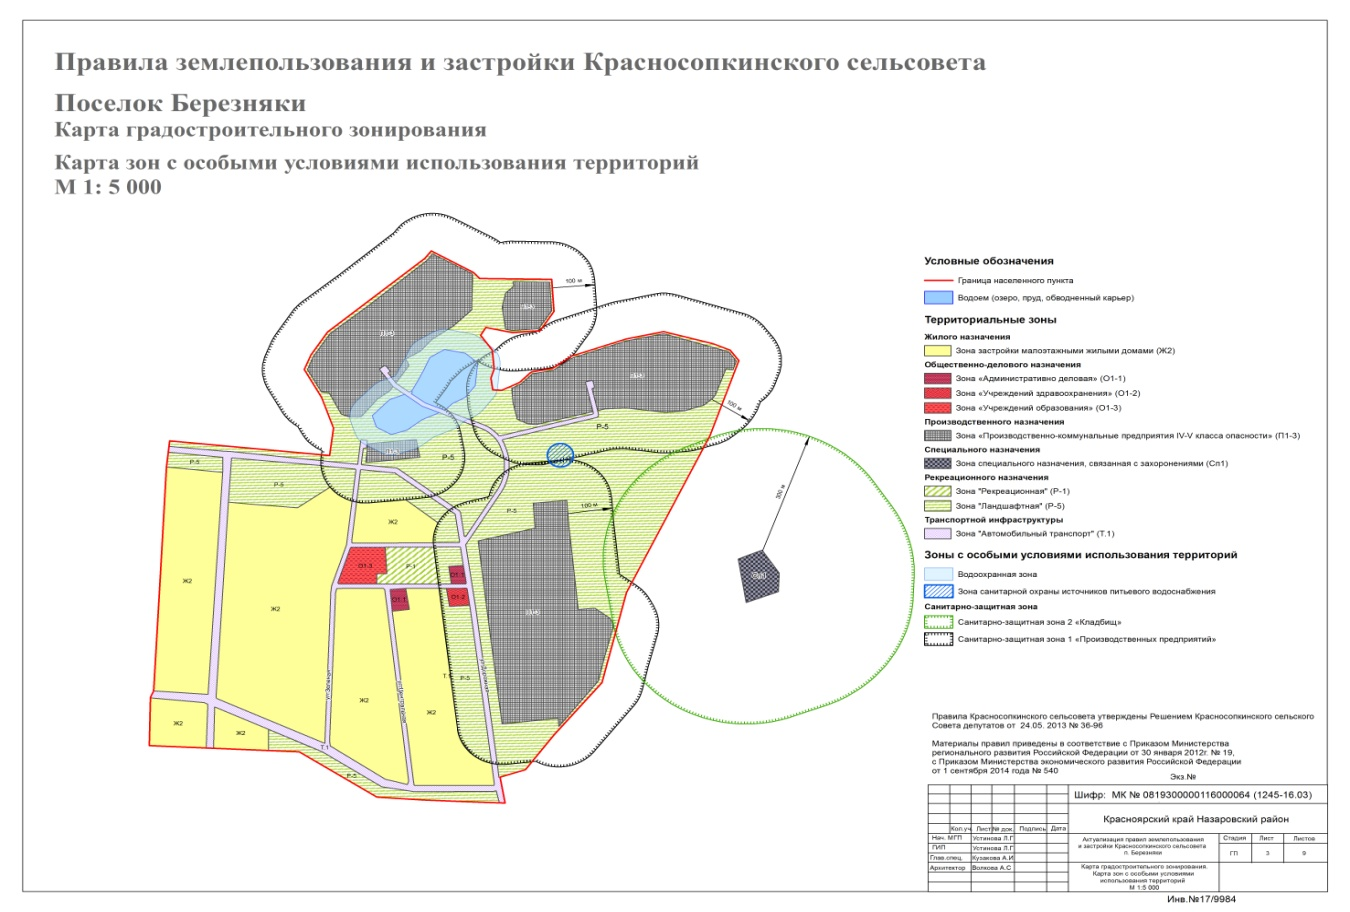 Правила землепользования и застройки Красносопкинского сельсовета
Поселок Березняки
Карта градостроительного зонирования
Карта зон с особыми условиями использования территорий
М 1: 5 000
100 м
П1-3
100 м
Р-5
Р-5
Р-5
Р-5
Р-5
100 м
300 м
Ж2
О1-3
Р-1
О1-1
О1-1
О1-2
Сп1
Ж2
Ж2
П1-3
Р-5
Ж2
Ж2
Ж2
Ж2
Т.1
Р-5
Условные обозначения
Граница населенного пункта
Водоем (озеро, пруд, обводненный карьер)
Территориальные зоны
Жилого назначения
Зона застройки малоэтажными жилыми домами (Ж2)
Общественно-делового назначения
Зона «Административно деловая» (О1-1)
Зона «Учреждений здравоохранения» (О1-2)
Зона «Учреждений образования» (О1-3)
Производственного назначения
Зона «Производственно-коммунальные предприятия IV-V класса опасности» (П1-3)
Специального назначения
Зона специального назначения, связанная с захоронениями (Сп1)
Рекреационного назначения
Зона "Рекреационная" (Р-1)
Зона "Ландшафтная" (Р-5)
Транспортной инфраструктуры
Зона "Автомобильный транспорт" (Т.1)
Зоны с особыми условиями использования территорий
Водоохранная зона
Зона санитарной охраны источников питьевого водоснабжения
Санитарно-защитная зона
Санитарно-защитная зона 2 «Кладбищ»
Санитарно-защитная зона 1 «Производственных предприятий»
Правила Красносопкинского сельсовета утверждены Решением Красносопкинского сельского
Совета депутатов от 24.05. 2013 № 36-96
Материалы правил приведены в соответствие с Приказом Министерства
регионального развития Российской Федерации от 30 января 2012г. № 19,
с Приказом Министерства экономического развития Российской Федерации
от 1 сентября 2014 года № 540
Экз.№
Шифр: МК № 0819300000116000064 (1245-16.03)
Красноярский край Назаровский район
Кол.уч Лист № док. Подпись Дата
Нач. МГП Устинова Л.Г
ГИП Устинова Л.Г
Глав.спец. Кузакова А.И
Архитектор Волкова А.С
Актуализация правил землепользования
и застройки Красносопкинского сельсовета
п. Березняки
Стадия Лист Листов
ГП 3 9
Карта градостроительного зонирования.
Карта зон с особыми условиями
использования территорий
М 1:5 000
Инв.№17/9984